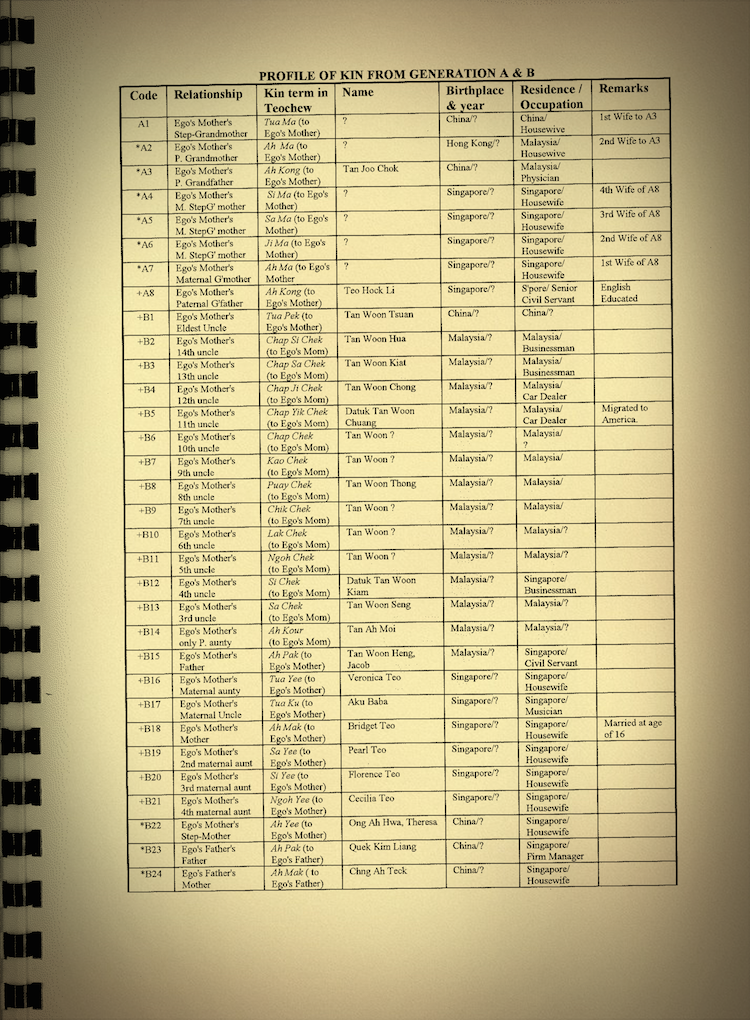 PROFILE OF KIN FROM GENERATION A & B
Code Relationship Kin term in Teochew Name Birthplace & year Residence / Occupation Remarks
A1 Ego's Mother's Step-Grandmother Tua Ma (to Ego's Mother) ? China/? China/ Housewive 1st Wife to A3
*A2 Ego's Mother's P. Grandmother Ah Ma (to Ego's Mother) ? Hong Kong/? Malaysia/ Housewive 2nd Wife to A3
*A3 Ego's Mother's P. Grandfather Ah Kong (to Ego's Mother) Tan Joo Chok China/? Malaysia/ Physician
*A4 Ego's Mother's M. StepG' mother Si Ma (to Ego's Mother) ? Singapore/? Singapore/ Housewife 4th Wife of A8
*A5 Ego's Mother's M. StepG' mother Sa Ma (to Ego's Mother) ? Singapore/? Singapore/ Housewife 3rd Wife of A8
*A6 Ego's Mother's M. StepG' mother Ji Ma (to Ego's Mother) ? Singapore/? Singapore/ Housewife 2nd Wife of A8
*A7 Ego's Mother's Maternal G'mother Ah Ma (to Ego's Mother ? Singapore/? Singapore/ Housewife 1st Wife of A8
+A8 Ego's Mother's Paternal G'father Ah Kong (to Ego's Mother) Teo Hock Li Singapore/? S'pore/ Senior Civil Servant English Educated
+B1 Ego's Mother's Eldest Uncle Tua Pek (to Ego's Mother) Tan Woon Tsuan China/? China/?
+B2 Ego's Mother's 14th uncle Chap Si Chek (to Ego's Mom) Tan Woon Hua Malaysia/? Malaysia/ Businessman
+B3 Ego's Mother's 13th uncle Chap Sa Chek (to Ego's Mom) Tan Woon Kiat Malaysia/? Malaysia/ Businessman
+B4 Ego's Mother's 12th uncle Chap Ji Chek (to Ego's Mom) Tan Woon Chong Malaysia/? Malaysia/ Car Dealer
+B5 Ego's Mother's 11th uncle Chap Yik Chek (to Ego's Mom) Datuk Tan Woon Chuang Malaysia/? Malaysia/ Car Dealer Migrated to America.
+B6 Ego's Mother's 10th uncle Chap Chek (to Ego's Mom) Tan Woon ? Malaysia/? Malaysia/ ?
+B7 Ego's Mother's 9th uncle Kao Chek (to Ego's Mom) Tan Woon ? Malaysia/? Malaysia/
+B8 Ego's Mother's 8th uncle Puay Chek (to Ego's Mom) Tan Woon Thong Malaysia/? Malaysia/
+B9 Ego's Mother's 7th uncle Chik Chek (to Ego's Mom) Tan Woon ? Malaysia/? Malaysia/
+B10 Ego's Mother's 6th uncle Lak Chek (to Ego's Mom) Tan Woon ? Malaysia/? Malaysia/?
+B11 Ego's Mother's 5th uncle Ngoh Chek (to Ego's Mom) Tan Woon ? Malaysia/? Malaysia/?
+B12 Ego's Mother's 4th uncle Si Chek (to Ego's Mom) Datuk Tan Woon Kiam Malaysia/? Singapore/ Businessman
+B13 Ego's Mother's 3rd uncle Sa Chek (to Ego's Mom) Tan Woon Seng Malaysia/? Malaysia/?
+B14 Ego's Mother's only P. aunty Ah Kour (to Ego's Mom) Tan Ah Moi Malaysia/? Malaysia/?
+B15 Ego's Mother's Father Ah Pak (to Ego's Mother) Tan Woon Heng, Jacob Malaysia/? Singapore/ Civil Servant
+B16 Ego's Mother's Maternal aunty Tua Yee (to Ego's Mother) Veronica Teo Singapore/? Singapore/ Housewife
+B17 Ego's Mother's Maternal Uncle Tua Ku (to Ego's Mother) Aku Baba Singapore/? Singapore/ Musician
+B18 Ego's Mother's Mother Ah Mak (to Ego's Mother) Bridget Teo Singapore/? Singapore/ Housewife Married at age of 16
+B19 Ego's Mother's 2nd maternal aunt Sa Yee (to Ego's Mother) Pearl Teo Singapore/? Singapore/ Housewife
+B20 Ego's Mother's 3rd maternal aunt Si Yee (to Ego's Mother) Florence Teo Singapore/? Singapore/ Housewife
+B21 Ego's Mother's 4th maternal aunt Ngoh Yee (to Ego's Mother) Cecilia Teo Singapore/? Singapore/ Housewife
*B22 Ego's Mother's Step-Mother Ah Yee (to Ego's Mother) Ong Ah Hwa, Theresa China/? Singapore/ Housewife
*B23 Ego's Father's Father Ah Pak (to Ego's Father) Quek Kim Liang China/? Singapore/ Firm Manager
*B24 Ego's Father's Mother Ah Mak ( to Ego's Father) Chng Ah Teck China/? Singapore/ Housewife